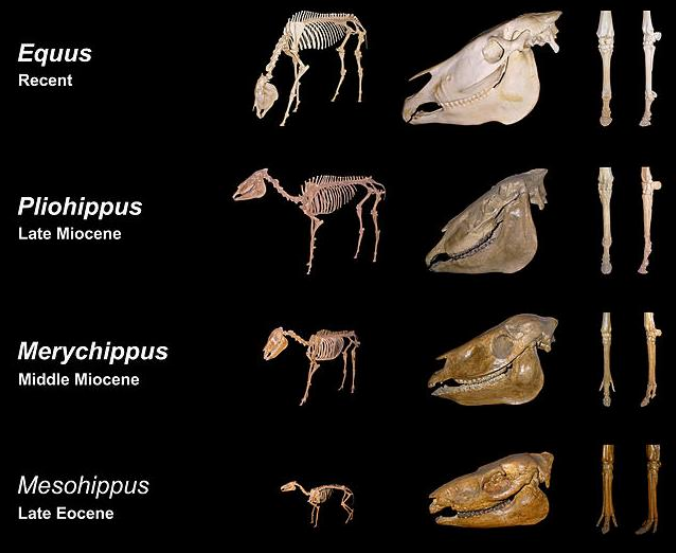 Equus
Recent
Pliohippus
Late Miocene
Merychippus
Middle Miocene
Mesohippus
Late Eocene